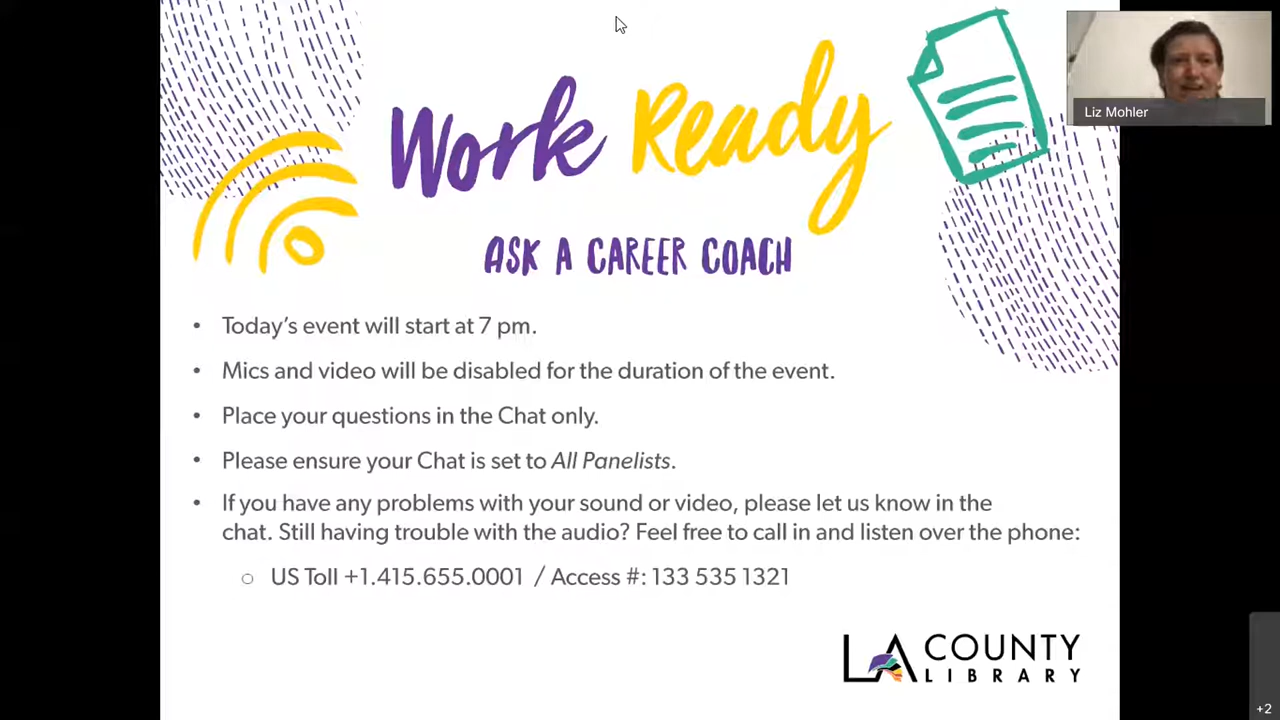 Work Ready
ASK A CAREER COACH
Liz Mohler
• Today's event will start at 7 pm.
• Mics and video will be disabled for the duration of the event.
• Place your questions in the Chat only.
• Please ensure your Chat is set to All Panelists.
• If you have any problems with your sound or video, please let us know in the
chat. Still having trouble with the audio? Feel free to call in and listen over the phone:
○ US Toll +1.415.655.0001 / Access #: 133 535 1321
LA COUNTY
LIBRARY
+2